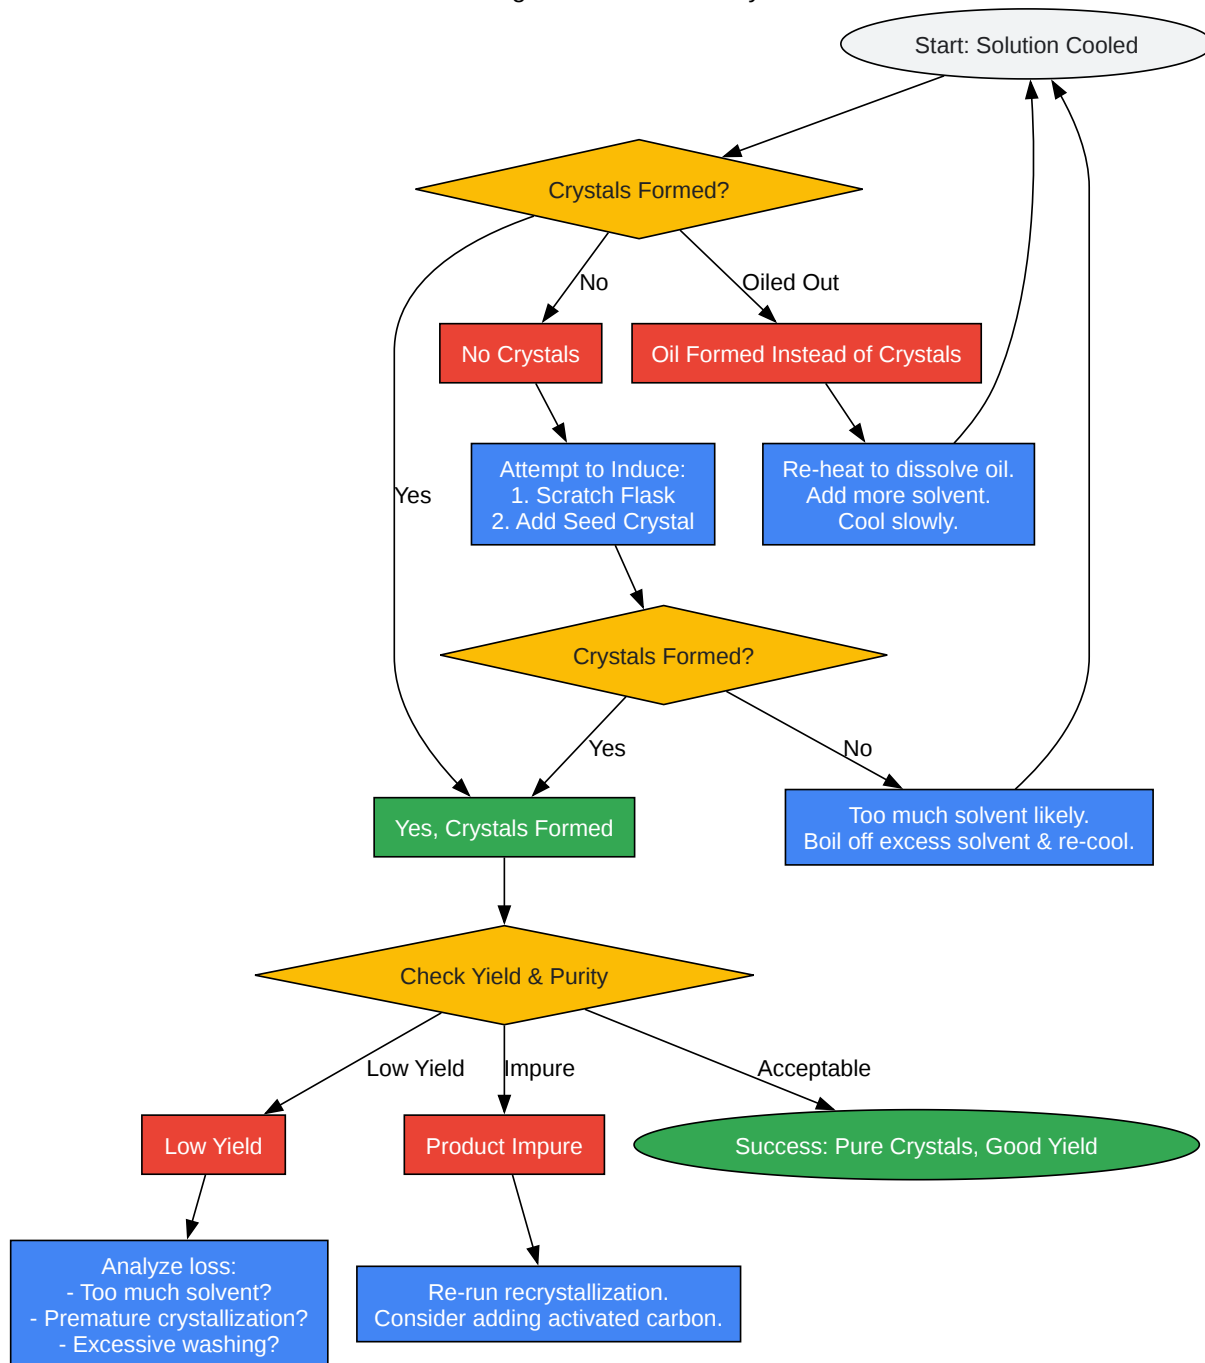 Start: Solution Cooled
Crystals Formed?
No
Oiled Out
No Crystals
Oil Formed Instead of Crystals
Attempt to Induce:
1. Scratch Flask
2. Add Seed Crystal
Re-heat to dissolve oil.
Add more solvent.
Cool slowly.
Yes
Crystals Formed?
Yes
No
Yes, Crystals Formed
Too much solvent likely.
Boil off excess solvent & re-cool.
Check Yield & Purity
Low Yield
Impure
Acceptable
Low Yield
Product Impure
Success: Pure Crystals, Good Yield
Analyze loss:
- Too much solvent?
- Premature crystallization?
- Excessive washing?
Re-run recrystallization.
Consider adding activated carbon.